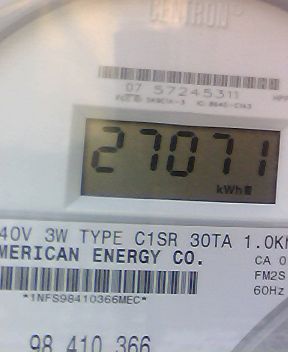 CENTRON®
07 57245311
27071
kWh
40V 3W TYPE C1SR 30TA 1.0K
MERICAN ENERGY CO.
CA 0
FM2S
*1NFS98410366MEC*
60Hz
98 410 366